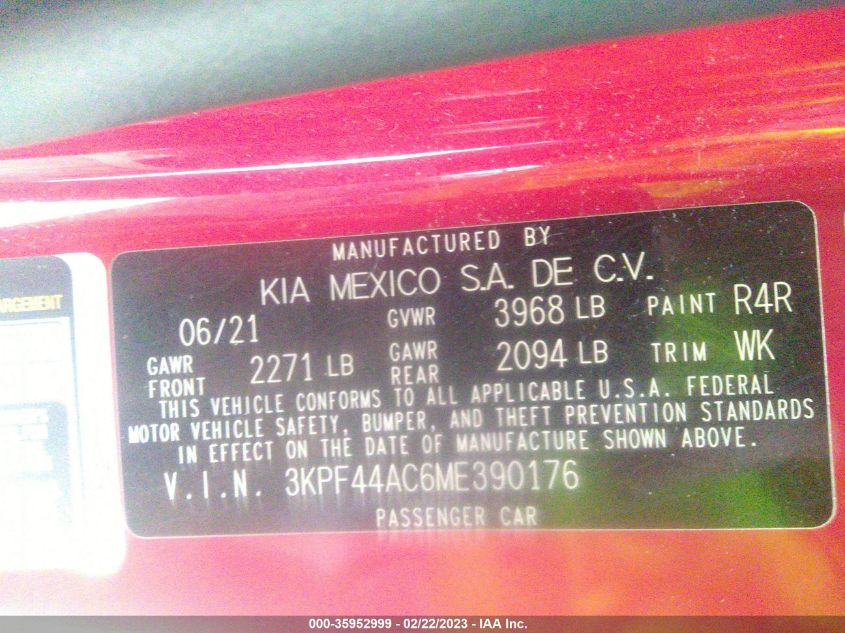 ARGEMENT
MANUFACTURED BY
KIA MEXICO S.A. DE C.V.
06/21 GVWR 3968 LB PAINT R4R
GAWR FRONT 2271 LB GAWR REAR 2094 LB TRIM WK
THIS VEHICLE CONFORMS TO ALL APPLICABLE U.S.A. FEDERAL
MOTOR VEHICLE SAFETY, BUMPER, AND THEFT PREVENTION STANDARDS
IN EFFECT ON THE DATE OF MANUFACTURE SHOWN ABOVE.
V.I.N. 3KPF44AC6ME390176
PASSENGER CAR
000-35952999 - 02/22/2023 - IAA Inc.